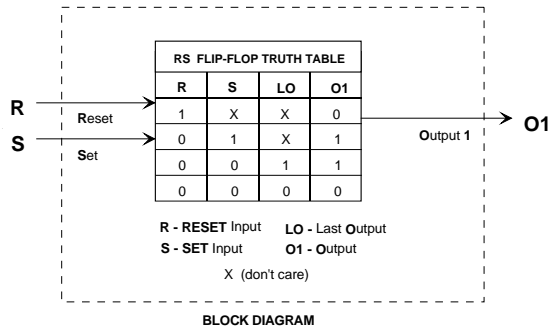 RS FLIP-FLOP TRUTH TABLE
R S LO O1
1 X X 0
0 1 X 1
0 0 1 1
0 0 0 0
R
Reset
S
Set
Output 1
O1
R - RESET Input LO - Last Output
S - SET Input O1 - Output
X (don't care)
BLOCK DIAGRAM